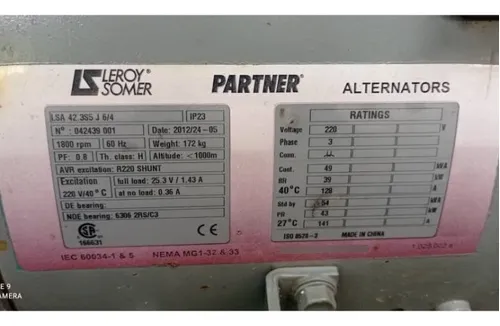 LEROY® SOMER
PARTNER®
ALTERNATORS
LSA 42.3S5 J 6/4 IP23
N° : 042439 001 Date: 2012/24-05
1800 rpm 60 Hz Weight: 172 kg
PF: 0.8 Th. class: H Altitude: <1000m
AVR excitation: R220 SHUNT
Excitation full load: 25.3 V / 1.43 A
220 V/40° C at no load: 0.36 A
DE bearing:
NDE bearing: 6306 2RS/C3
166631
CE
RATINGS
Voltage 220 V
Phase 3
Conn.
Cont. 49 KVA
BR 39 KW
40°C 128 A
Std by 54 KVA
PR 43 KW
27°C 141 A
ISO 8528 - 3 MADE IN CHINA
IEC 60034-1 & 5 NEMA MG1-32 & 33